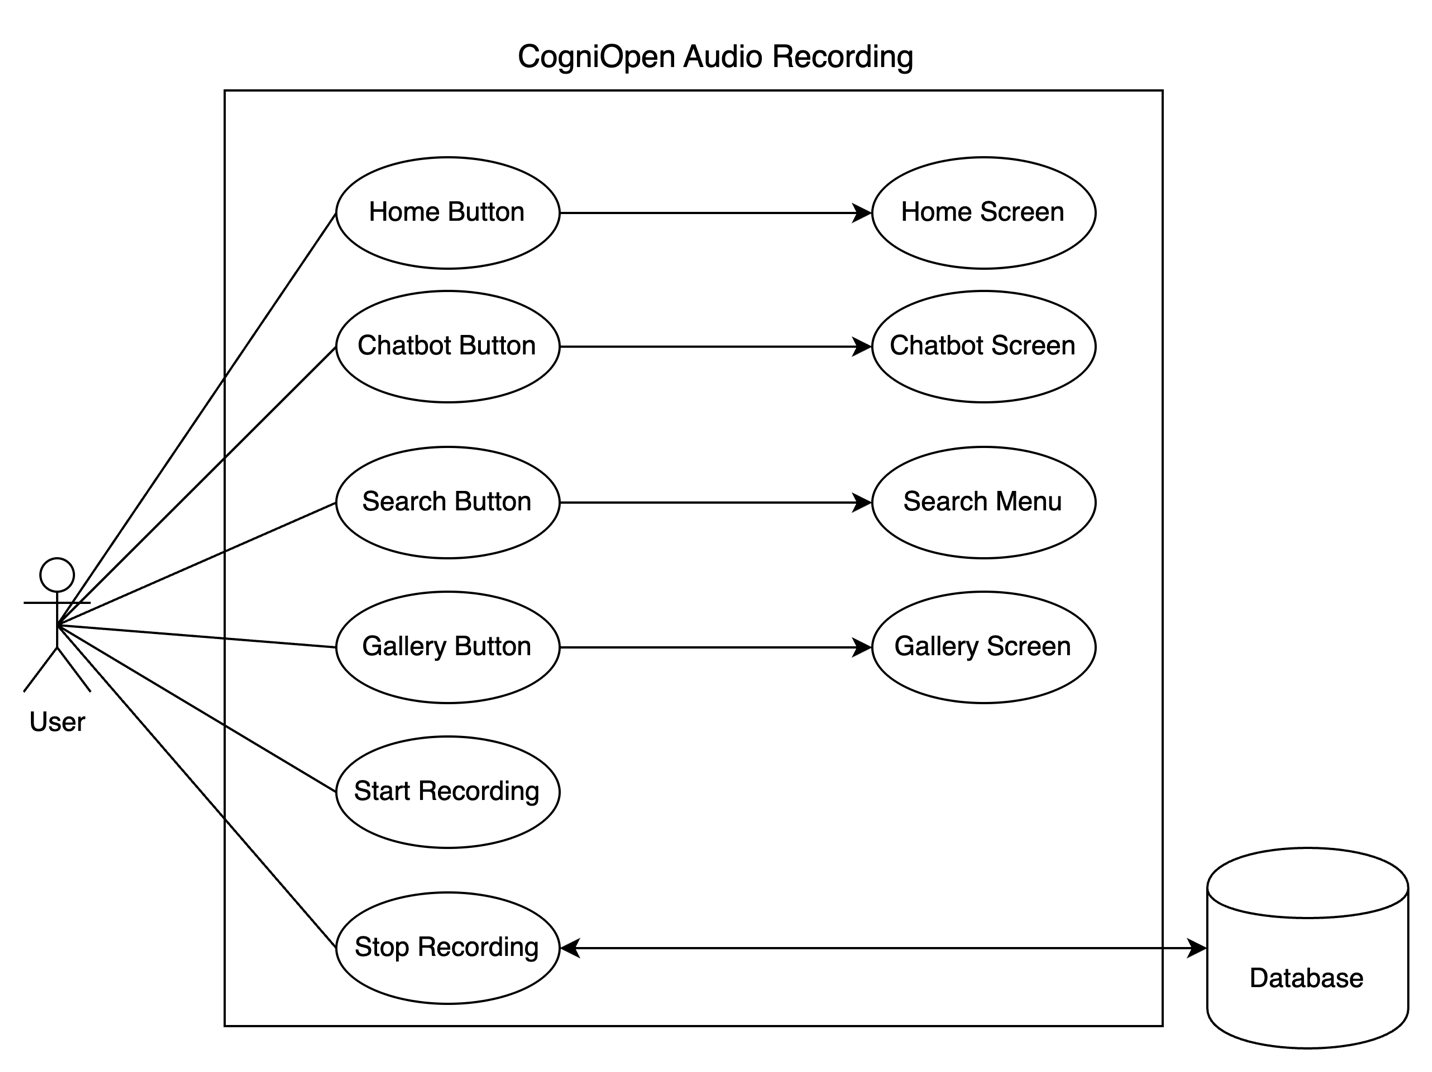 CogniOpen Audio Recording
Home Button
Home Screen
Chatbot Button
Chatbot Screen
Search Button
Search Menu
Gallery Button
Gallery Screen
User
Start Recording
Stop Recording
Database